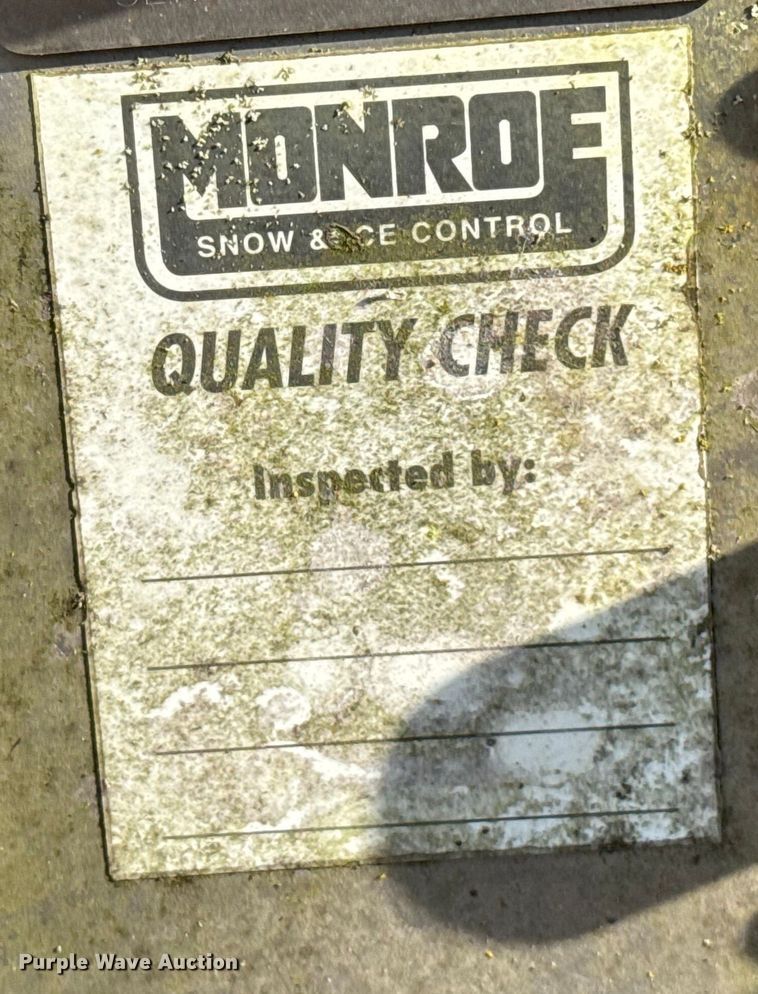 MONROE
SNOW & ICE CONTROL
QUALITY CHECK
Inspected by:
Purple Wave Auction